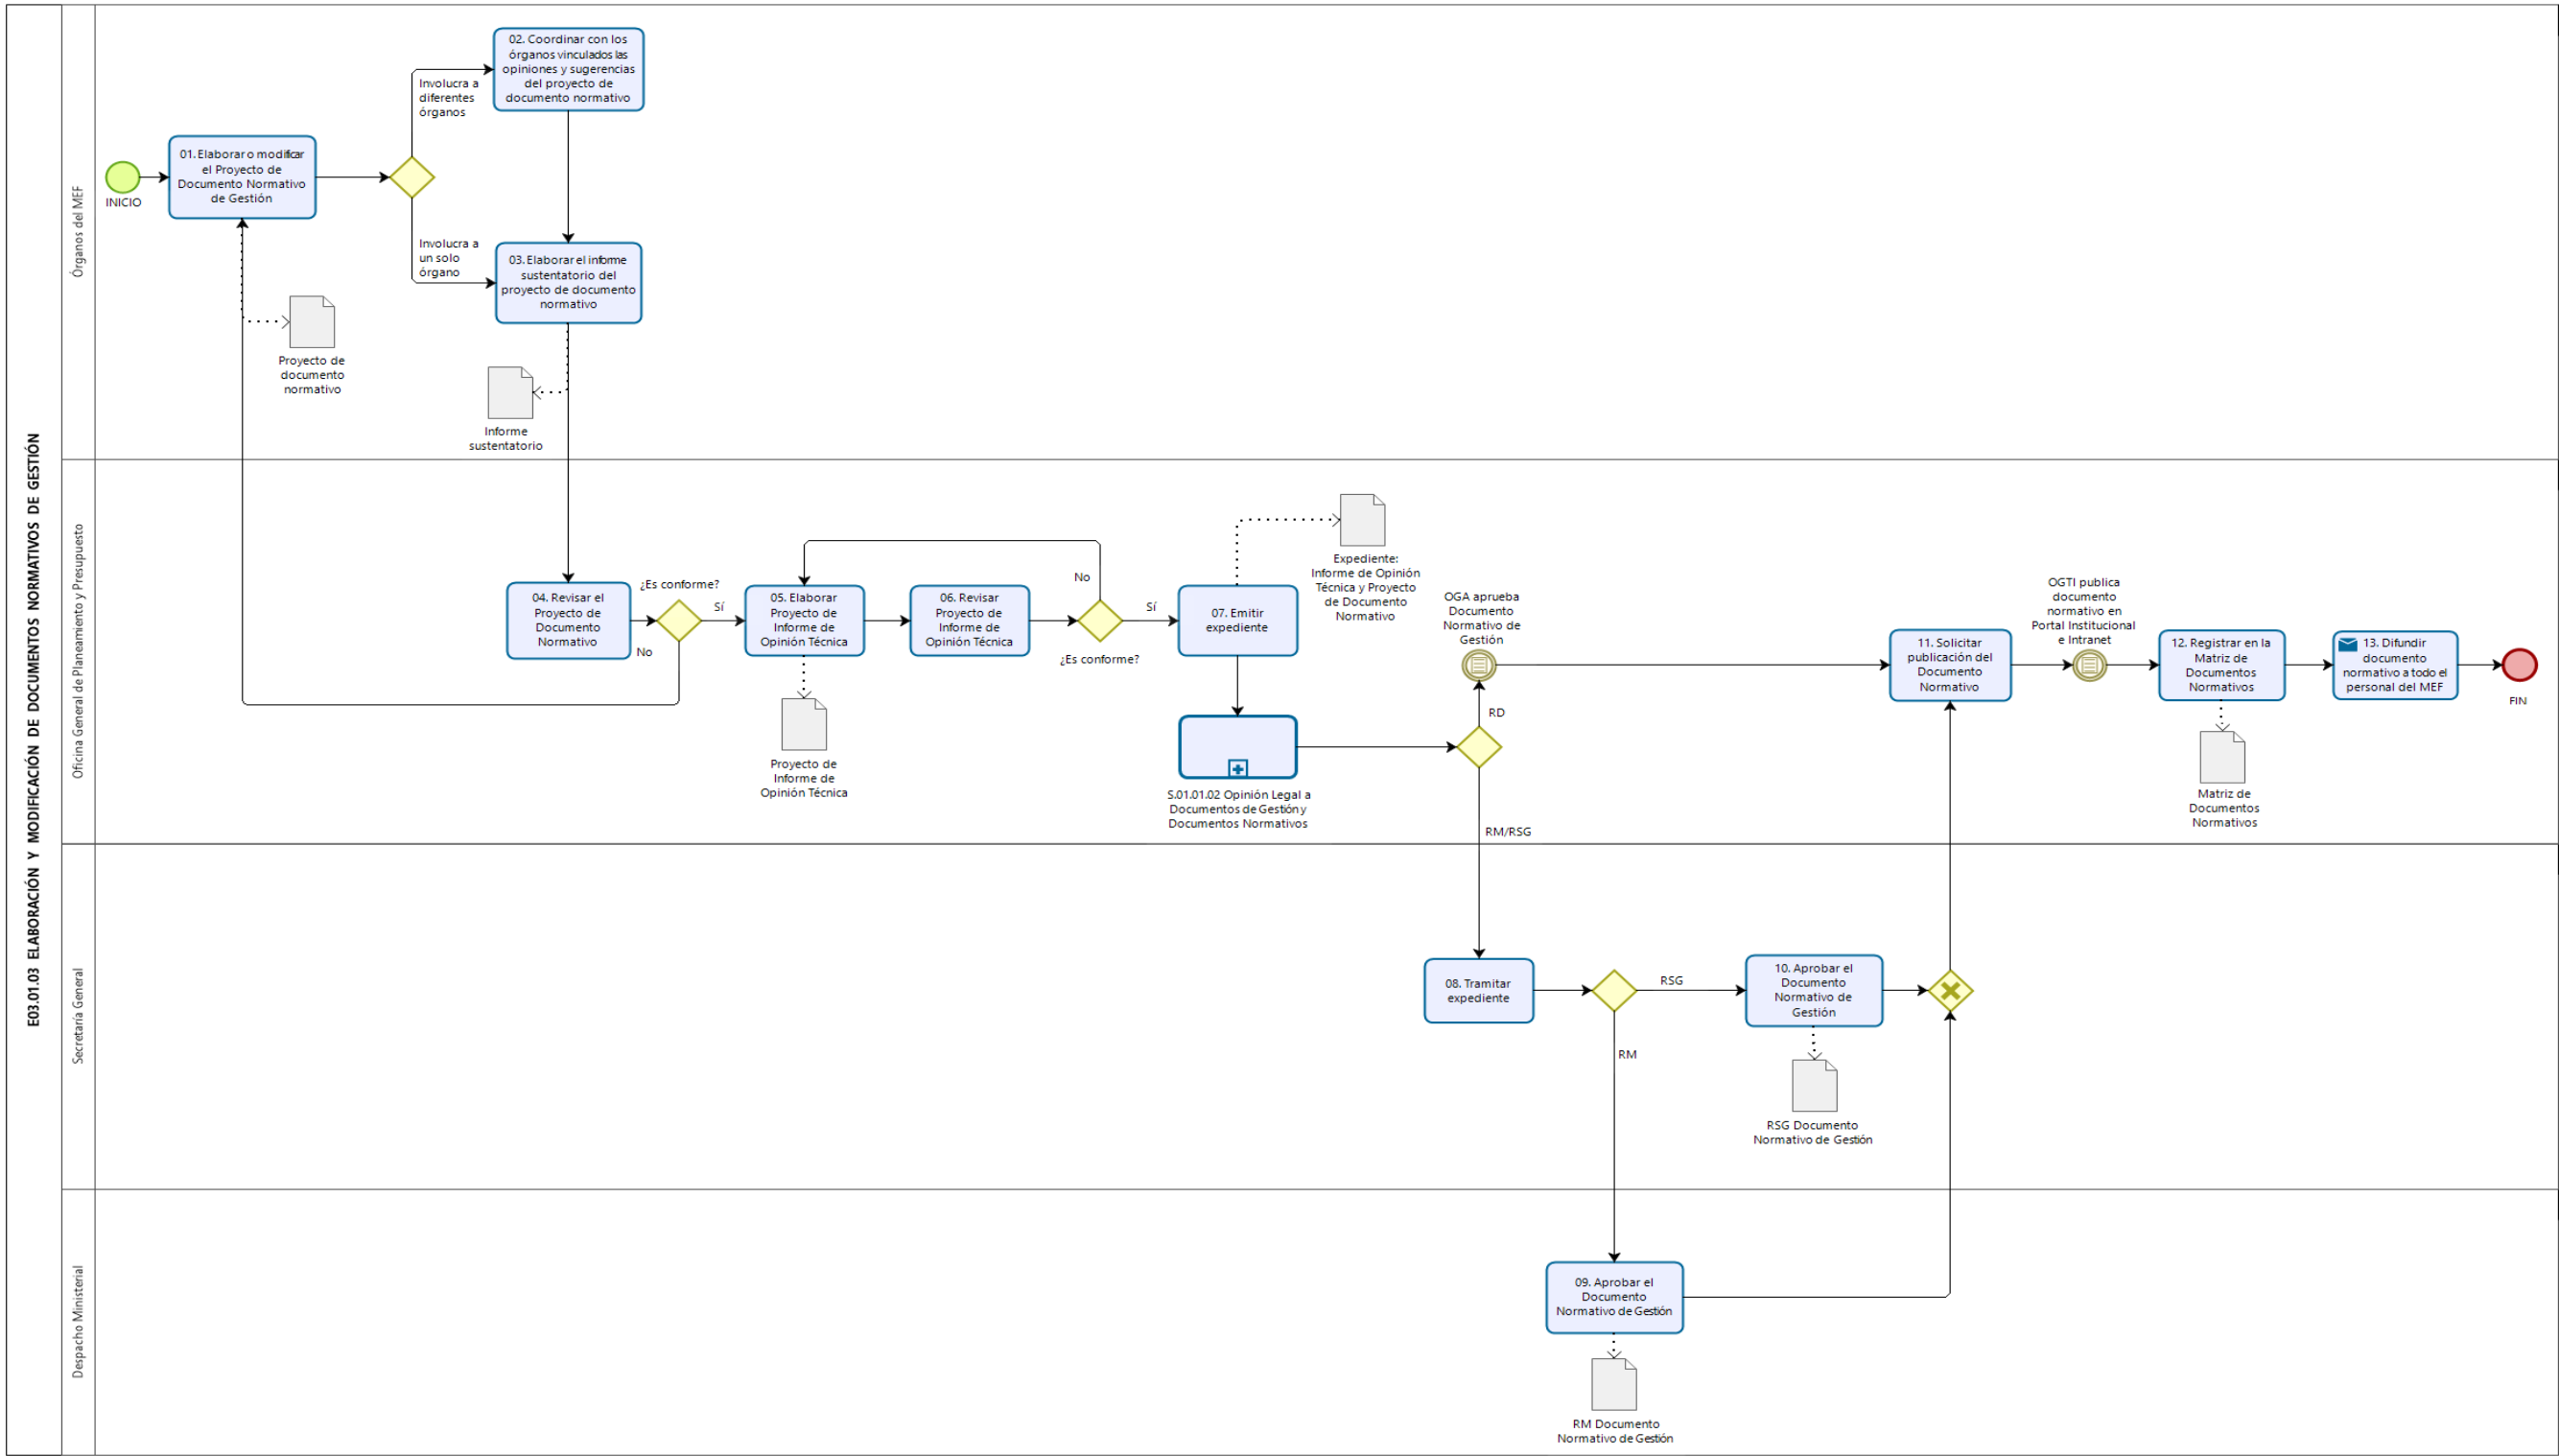 E03.01.03 ELABORACIÓN Y MODIFICACIÓN DE DOCUMENTOS NORMATIVOS DE GESTIÓN
Órganos del MEF
INICIO
01. Elaborar o modificar
el Proyecto de
Documento Normativo
de Gestión
Involucra a
diferentes
órganos
Involucra a
un solo
órgano
02. Coordinar con los
órganos vinculados las
opiniones y sugerencias
del proyecto de
documento normativo
03. Elaborar el informe
sustentatorio del
proyecto de documento
normativo
Proyecto de
documento
normativo
Informe
sustentatorio
Oficina General de Planeamiento y Presupuesto
04. Revisar el
Proyecto de
Documento
Normativo
¿Es conforme?
Sí
No
05. Elaborar
Proyecto de
Informe de
Opinión Técnica
Proyecto de
Informe de
Opinión Técnica
06. Revisar
Proyecto de
Informe de
Opinión Técnica
No
Sí
¿Es conforme?
07. Emitir
expediente
Expediente:
Informe de Opinión
Técnica y Proyecto
de Documento
Normativo
S.01.01.02 Opinión Legal a
Documentos de Gestión y
Documentos Normativos
OGA aprueba
Documento
Normativo de
Gestión
RD
RM/RSG
11. Solicitar
publicación del
Documento
Normativo
OGTI publica
documento
normativo en
Portal Institucional
e Intranet
12. Registrar en la
Matriz de
Documentos
Normativos
Matriz de
Documentos
Normativos
13. Difundir
documento
normativo a todo el
personal del MEF
FIN
Secretaría General
08. Tramitar
expediente
RSG
RM
10. Aprobar el
Documento
Normativo de
Gestión
RSG Documento
Normativo de Gestión
Despacho Ministerial
09. Aprobar el
Documento
Normativo de Gestión
RM Documento
Normativo de Gestión